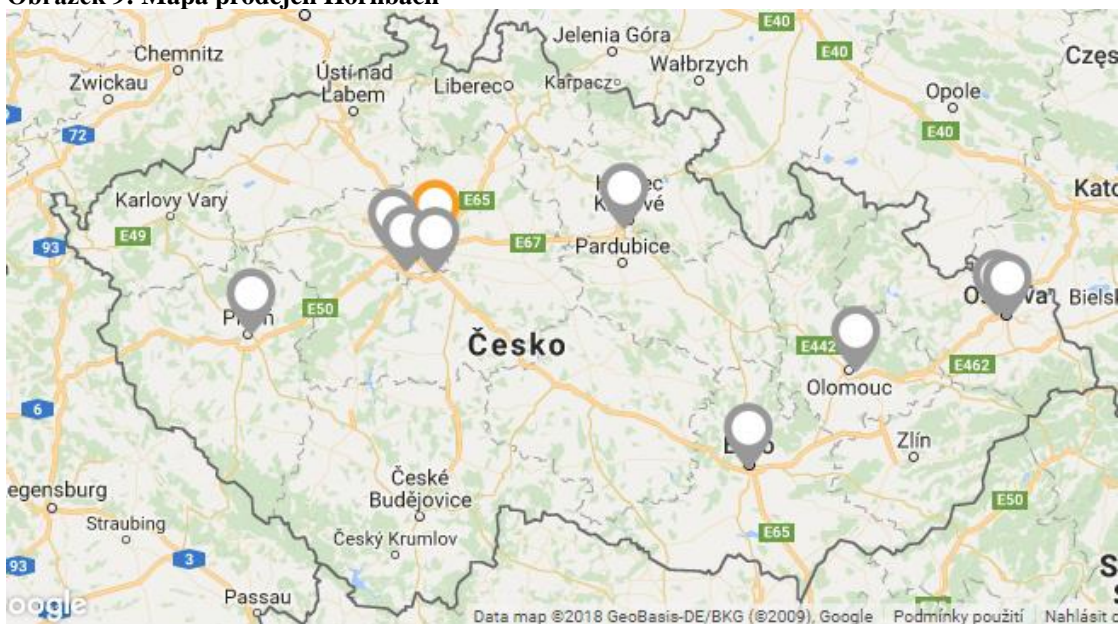 Obrázek 9: Mapa prodejen Hornbach
E40
Jelenia Góra
Chemnitz
E40
Częs
Ústí nad
Labem
Wałbrzych
Zwickau
Liberec
Karpacz
Opole
72
E40
Karlovy Vary
E65
Kato
93
E49
E67
Pardubice
Bielsk
E50
Česko
E442
E462
Olomouc
6
Zlín
České
Budějovice
egensburg
E50
Straubing
Český Krumlov
E65
93
3
Passau
oogle
Data map ©2018 GeoBasis-DE/BKG (©2009), Google Podmínky použití Nahlásit c